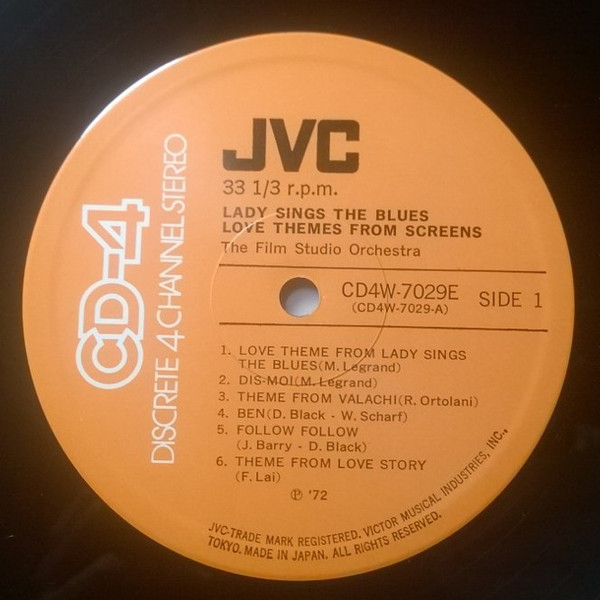 JVC
33 1/3 r.p.m.
LADY SINGS THE BLUES
LOVE THEMES FROM SCREENS
The Film Studio Orchestra
CD-4
DISCRETE 4 CHANNEL STEREO
CD4W-7029E SIDE 1
(CD4W-7029-A)
1. LOVE THEME FROM LADY SINGS
THE BLUES(M. Legrand)
2. DIS-MOI(M. Legrand)
3. THEME FROM VALACHI(R. Ortolani)
4. BEN(D. Black - W. Scharf)
5. FOLLOW FOLLOW
(J. Barry - D. Black)
6. THEME FROM LOVE STORY
(F. Lai)
Ⓟ '72
JVC-TRADE MARK REGISTERED. VICTOR MUSICAL INDUSTRIES, INC.,
TOKYO. MADE IN JAPAN. ALL RIGHTS RESERVED.